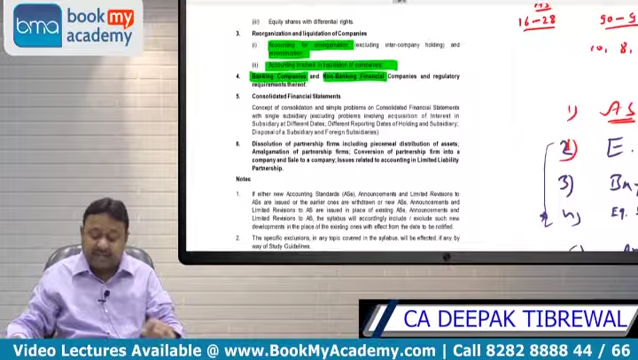 bma
book my
academy
(iii) Equity shares with differential rights.
3. Reorganization and liquidation of Companies
(i) Accounting for amalgamation (excluding inter-company holding) and
reconstruction;
(ii) Accounting involved in liquidation of companies;
4. Banking Companies and Non-Banking Financial Companies and regulatory
requirements thereof.
5. Consolidated Financial Statements
Concept of consolidation and simple problems on Consolidated Financial Statements
with single subsidiary (excluding problems involving acquisition of Interest in
Subsidiary at Different Dates; Different Reporting Dates of Holding and Subsidiary;
Disposal of a Subsidiary and Foreign Subsidiaries).
6. Dissolution of partnership firms including piecemeal distribution of assets;
Amalgamation of partnership firms; Conversion of partnership firm into a
company and Sale to a company; Issues related to accounting in Limited Liability
Partnership.
Notes
1. If either new Accounting Standards (ASs), Announcements and Limited Revisions to
ASs are issued or the earlier ones are withdrawn or new ASs, Announcements and
Limited Revisions to AS are issued in place of existing ASs, Announcements and
Limited Revisions to AS, the syllabus will accordingly include / exclude such new
developments in the place of the existing ones with effect from the date to be notified.
2. The specific exclusions, in any topic covered in the syllabus, will be effected, if any by
way of Study Guidelines.
16-28
10, 8,
1) AS
2) E.
3)
CA DEEPAK TIBREWAL
Video Lectures Available @ www.BookMyAcademy.com | Call 8282 8888 44 / 66